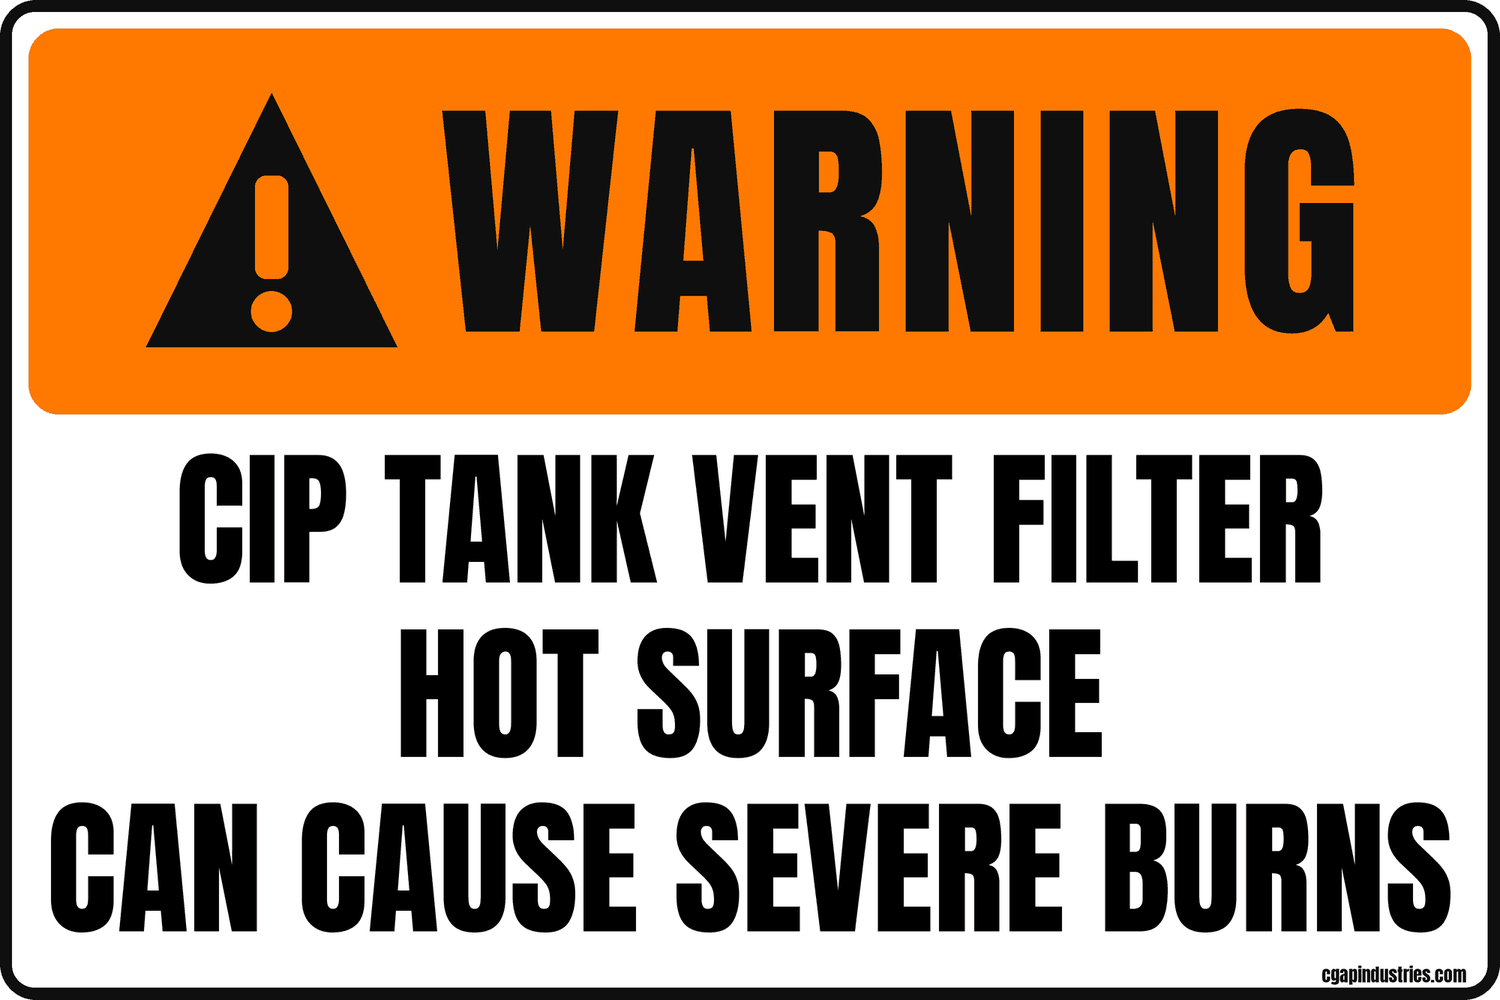 WARNING
CIP TANK VENT FILTER
HOT SURFACE
CAN CAUSE SEVERE BURNS
cgapindustries.com